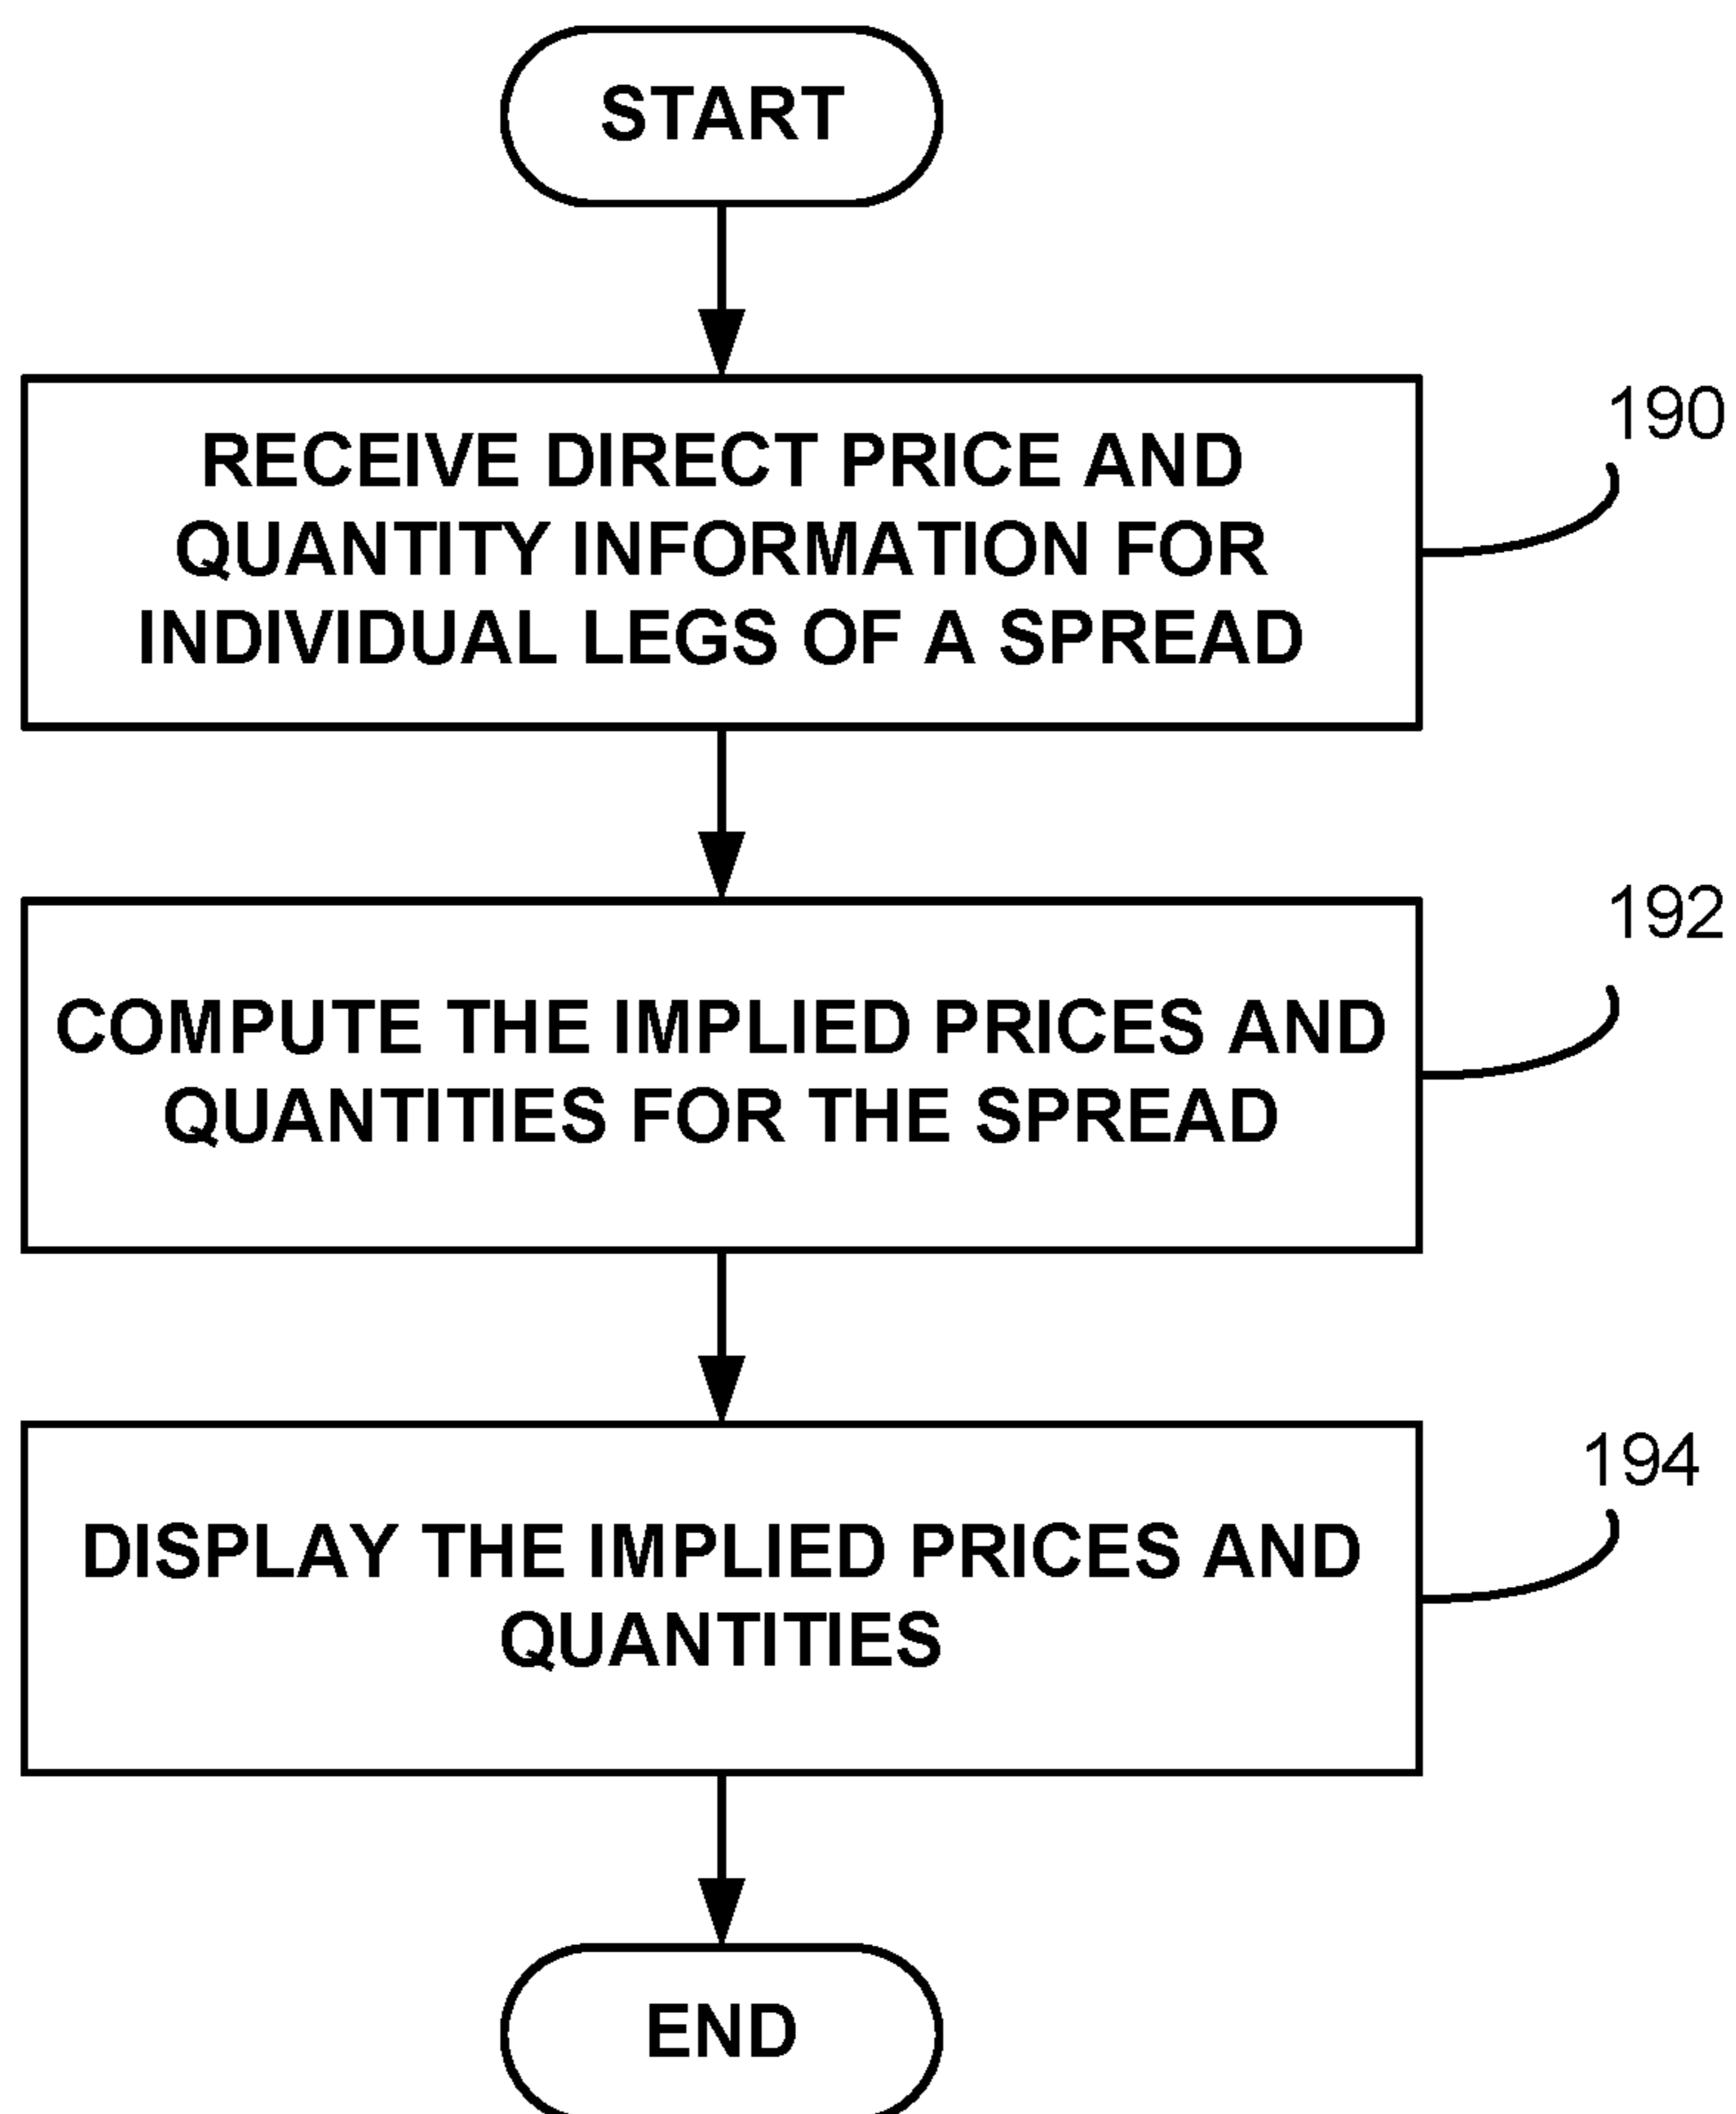 START
RECEIVE DIRECT PRICE AND
QUANTITY INFORMATION FOR
INDIVIDUAL LEGS OF A SPREAD
190
COMPUTE THE IMPLIED PRICES AND
QUANTITIES FOR THE SPREAD
192
DISPLAY THE IMPLIED PRICES AND
QUANTITIES
194
END